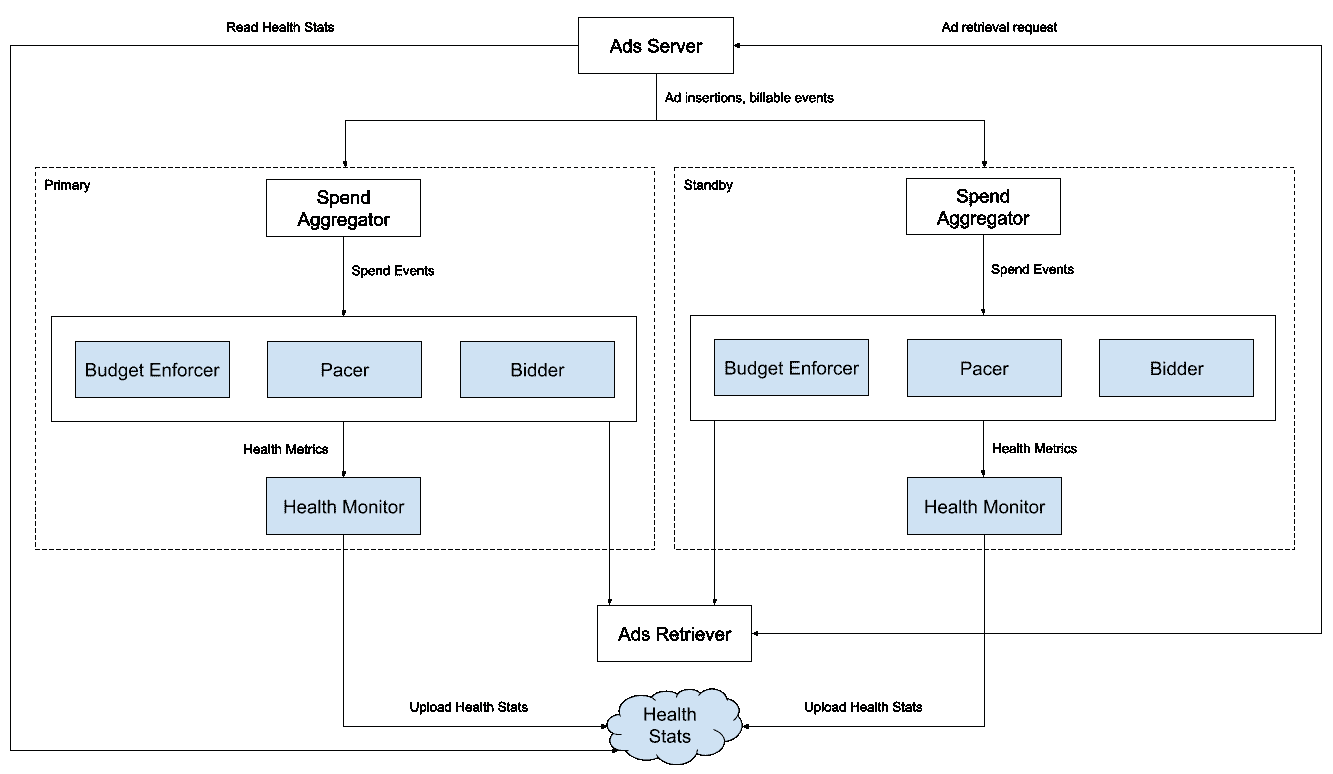 Read Health Stats
Ads Server
Ad retrieval request
Ad insertions, billable events
Primary
Spend
Aggregator
Spend Events
Budget Enforcer
Pacer
Bidder
Health Metrics
Health Monitor
Standby
Spend
Aggregator
Spend Events
Budget Enforcer
Pacer
Bidder
Health Metrics
Health Monitor
Ads Retriever
Upload Health Stats
Health
Stats
Upload Health Stats